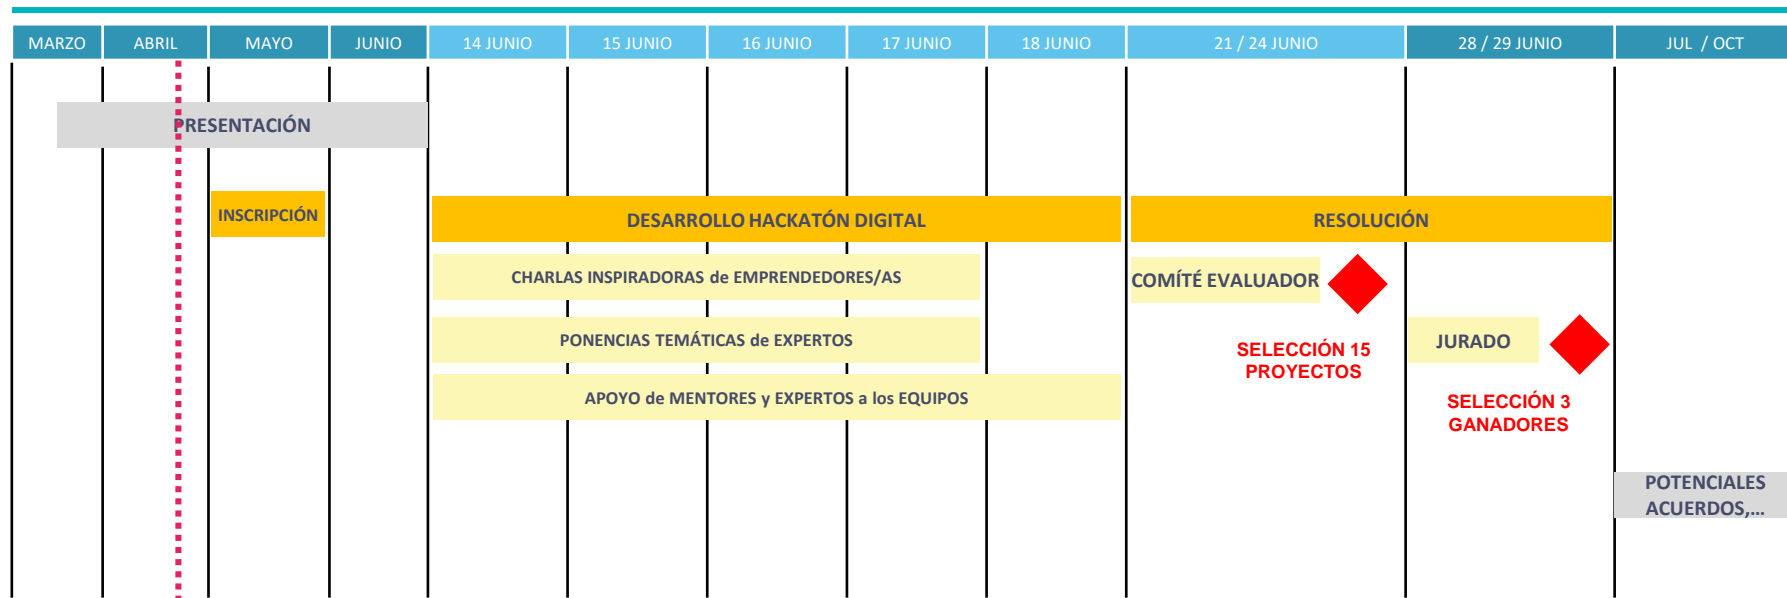 MARZO
ABRIL
MAYO
JUNIO
14 JUNIO
15 JUNIO
16 JUNIO
17 JUNIO
18 JUNIO
21 / 24 JUNIO
28 / 29 JUNIO
JUL / OCT
PRESENTACIÓN
INSCRIPCIÓN
DESARROLLO HACKATÓN DIGITAL
RESOLUCIÓN
CHARLAS INSPIRADORAS de EMPRENDEDORES/AS
COMÍTÉ EVALUADOR
PONENCIAS TEMÁTICAS de EXPERTOS
SELECCIÓN 15
PROYECTOS
JURADO
APOYO de MENTORES y EXPERTOS a los EQUIPOS
SELECCIÓN 3
GANADORES
POTENCIALES
ACUERDOS,...